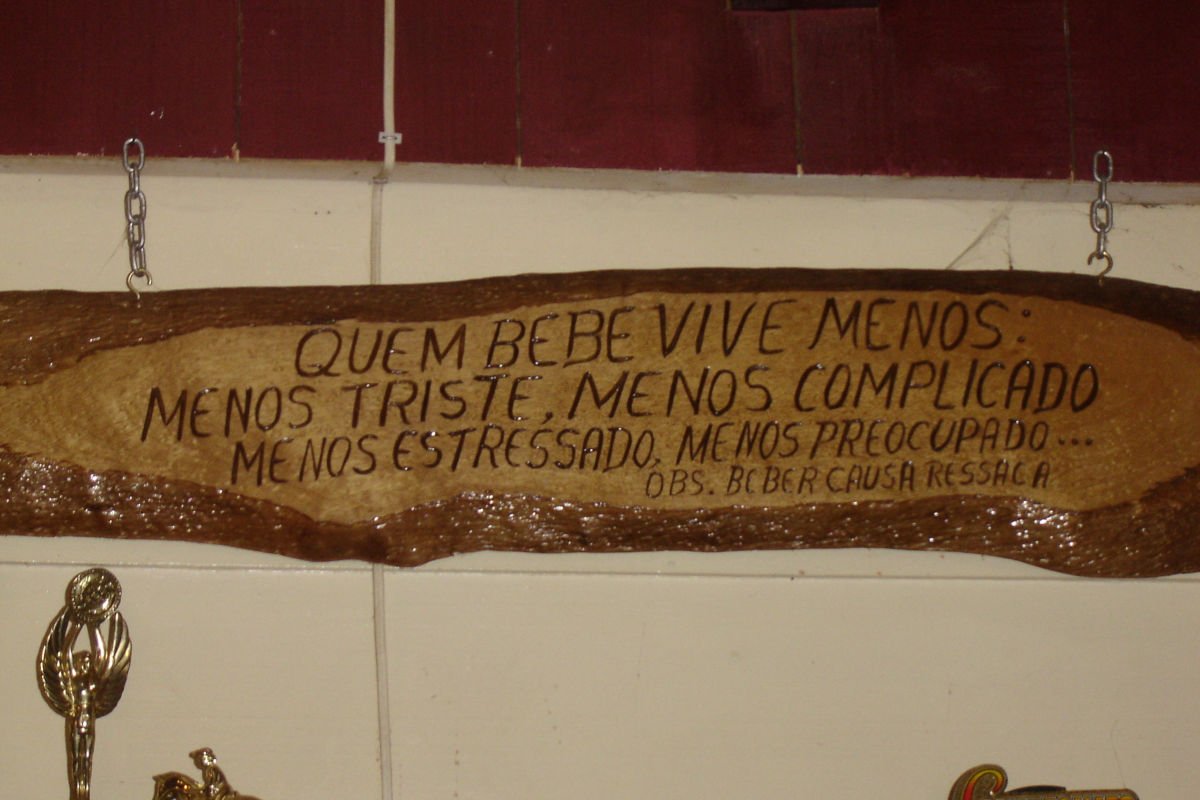 QUEM BEBE VIVE MENOS:
MENOS TRISTE, MENOS COMPLICADO
MENOS ESTRESSADO, MENOS PREOCUPADO...
OBS. BEBER CAUSA RESSACA